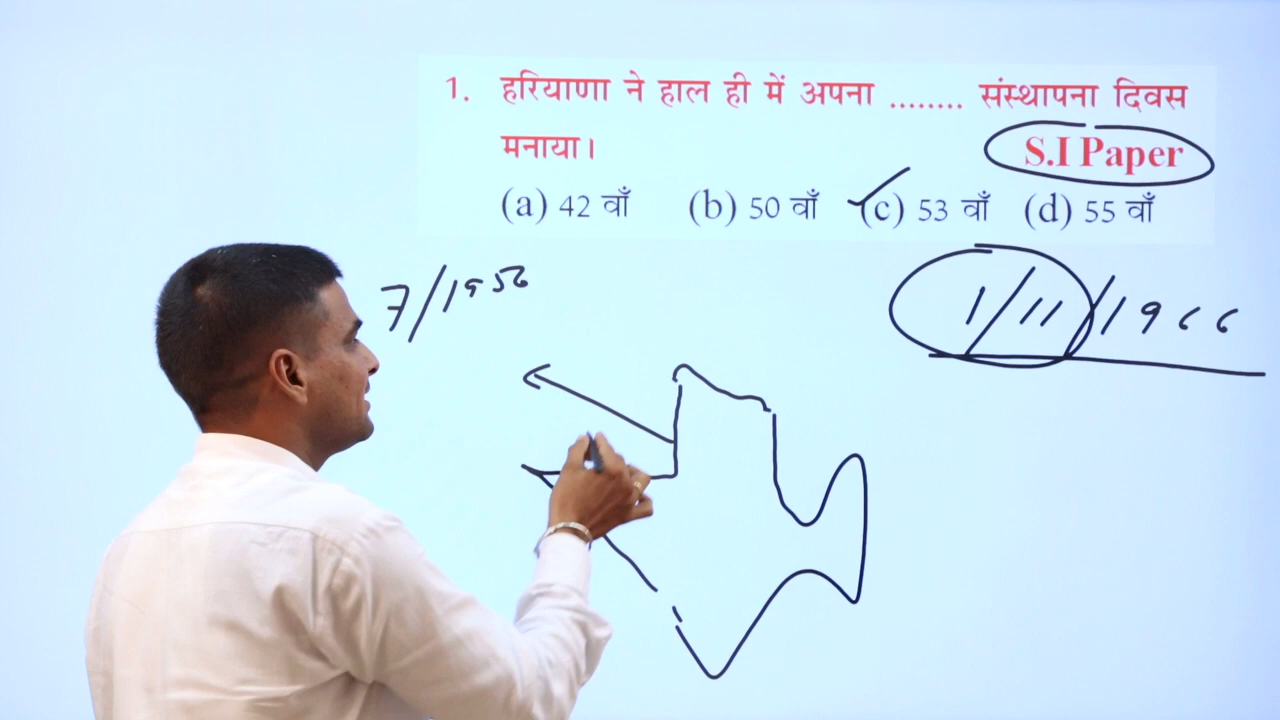 1. हरियाणा ने हाल ही में अपना ........ संस्थापना दिवस
मनाया।
S.I Paper
(a) 42 वाँ (b) 50 वाँ (c) 53 वाँ (d) 55 वाँ
7/1956
1/11/1966